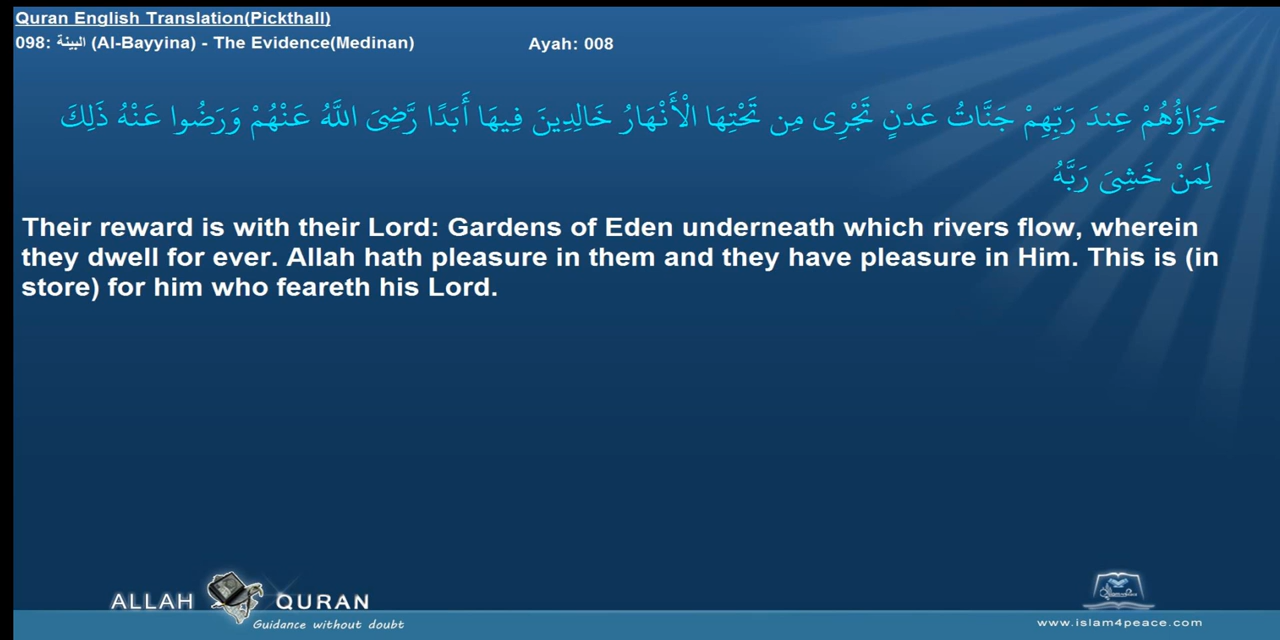 Quran English Translation(Pickthall)
098: البينة (Al-Bayyina) - The Evidence(Medinan) Ayah: 008
جَزَاؤُهُمْ عِندَ رَبِّهِمْ جَنَّاتُ عَدْنٍ تَجْرِى مِن تَحْتِهَا الْأَنْهَارُ خَالِدِينَ فِيهَا أَبَدًا رَّضِىَ اللَّهُ عَنْهُمْ وَرَضُوا عَنْهُ ذَلِكَ
لِمَنْ خَشِىَ رَبَّهُ
Their reward is with their Lord: Gardens of Eden underneath which rivers flow, wherein
they dwell for ever. Allah hath pleasure in them and they have pleasure in Him. This is (in
store) for him who feareth his Lord.
ALLAH QURAN
Guidance without doubt
www.islam4peace.com